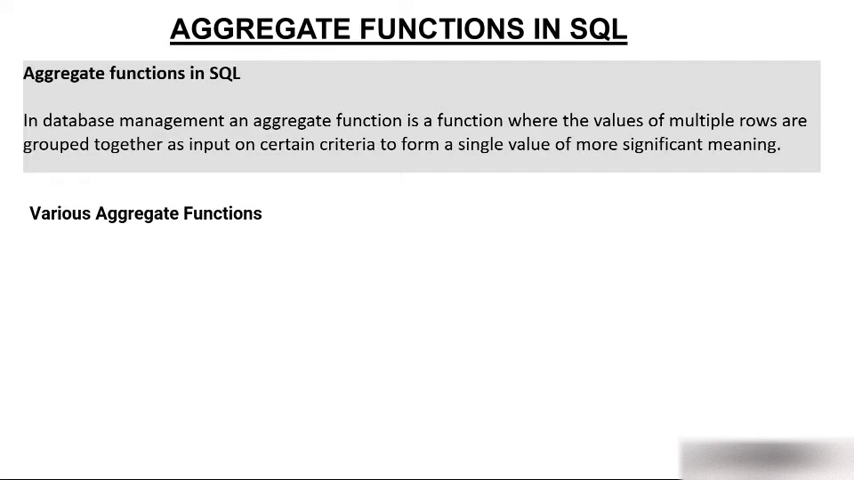 AGGREGATE FUNCTIONS IN SQL
Aggregate functions in SQL
In database management an aggregate function is a function where the values of multiple rows are
grouped together as input on certain criteria to form a single value of more significant meaning.
Various Aggregate Functions